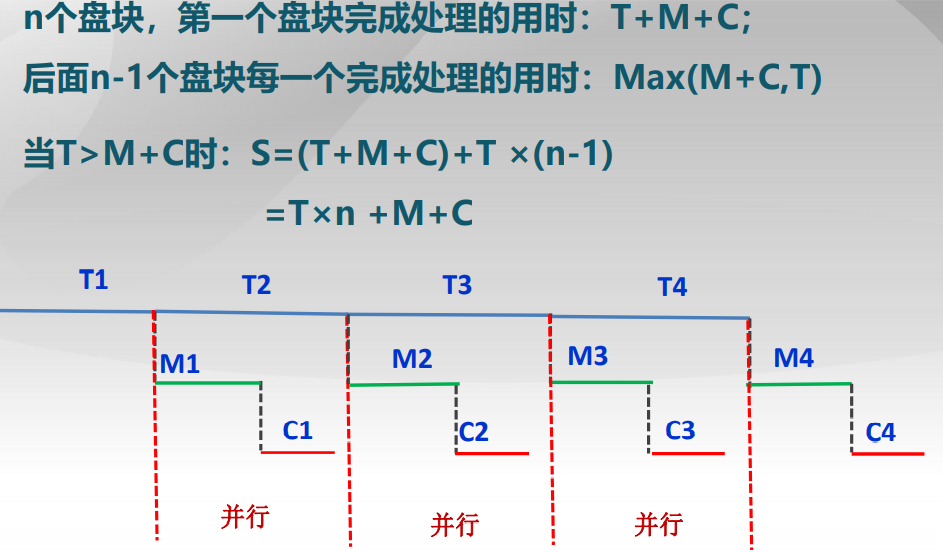 n个盘块，第一个盘块完成处理的用时：T+M+C;
后面n-1个盘块每一个完成处理的用时：Max(M+C,T)
当T>M+C时：S=(T+M+C)+T ×(n-1)
=T×n +M+C
T1 T2 T3 T4
M1 M2 M3 M4
C1 C2 C3 C4
并行 并行 并行